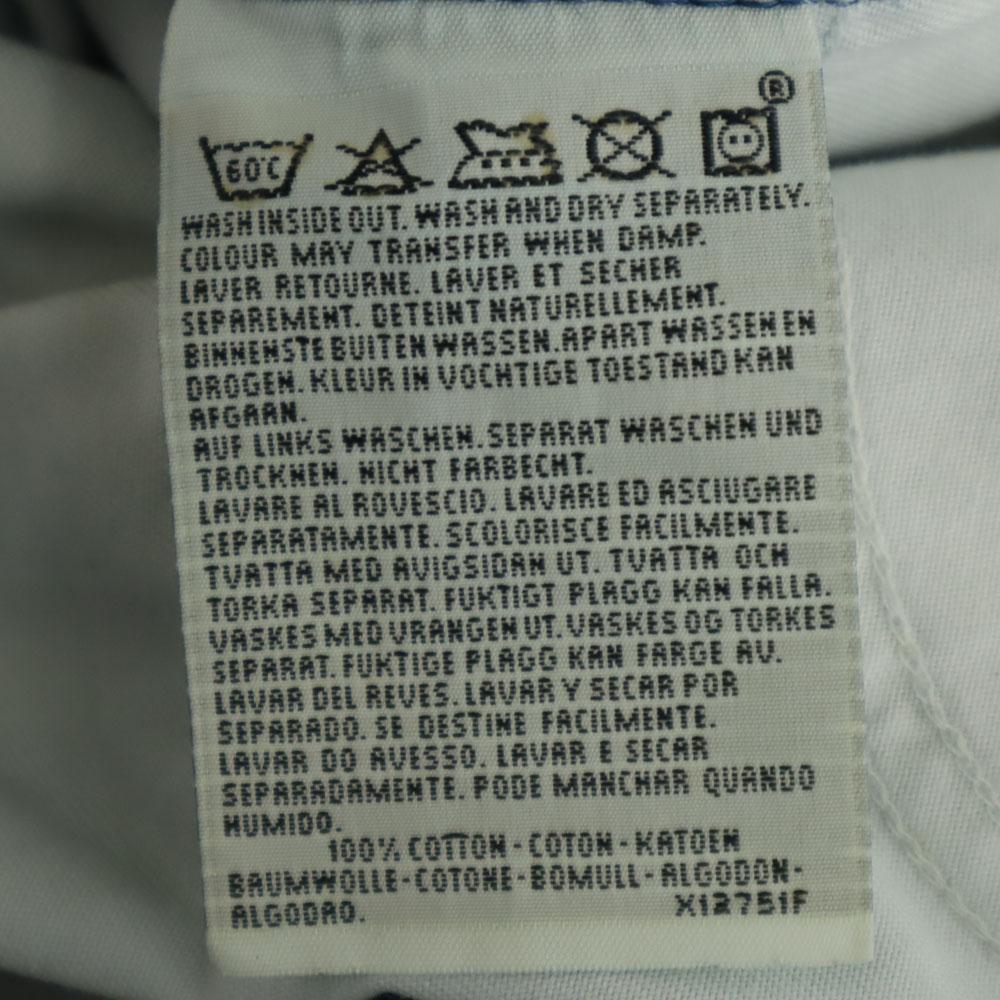 ®
60°C A
WASH INSIDE OUT. WASH AND DRY SEPARATELY.
COLOUR MAY TRANSFER WHEN DAMP.
LAVER RETOURNE. LAVER ET SECHER
SEPAREMENT. DETEINT NATURELLEMENT.
BINNENSTE BUITEN WASSEN. APART WASSEN EN
DROGEN. KLEUR IN VOCHTIGE TOESTAND KAN
AFGAAN.
AUF LINKS WASCHEN. SEPARAT WASCHEN UND
TROCKNEN. NICHT FARBECHT.
LAVARE AL ROVESCIO. LAVARE ED ASCIUGARE
SEPARATAMENTE. SCOLORISCE FACILMENTE.
TVATTA MED AVIGSIDAN UT. TVATTA OCH
TORKA SEPARAT. FUKTIGT PLAGG KAN FALLA.
VASKES MED VRANGEN UT. VASKES OG TORKES
SEPARAT. FUKTIGE PLAGG KAN FARGE AV.
LAVAR DEL REVES. LAVAR Y SECAR POR
SEPARADO. SE DESTINE FACILMENTE.
LAVAR DO AVESSO. LAVAR E SECAR
SEPARADAMENTE. PODE MANCHAR QUANDO
HUMIDO.
100% COTTON - COTON - KATOEN
BAUMWOLLE - COTONE - BOMULL - ALGODON -
ALGODAO.
X12751F